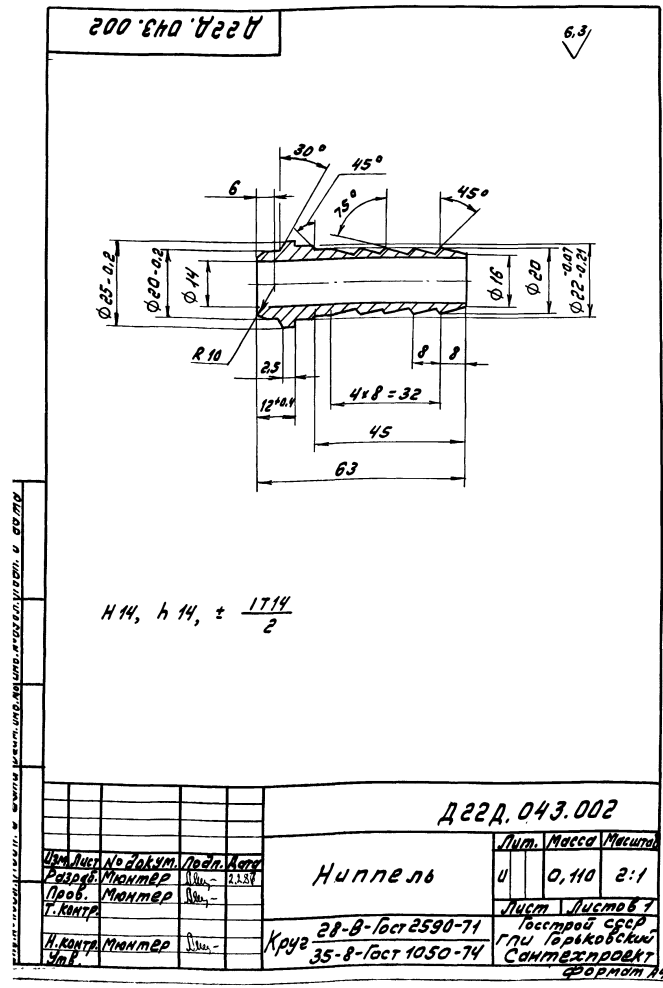 Д22Д.043.002
6,3
30°
45°
6
75°
45°
Ø25-0,2
Ø20-0,2
Ø14
Ø16
Ø20
Ø22 -0,07 -0,21
R10
2,5
8
8
12+0,4
4×8=32
45
63
H14, h14, ± IT14/2
Д22Д.043.002
Ниппель
Лит. Масса Масштаб
И 0,110 2:1
Лист Листов 1
Изм. Лист № докум. Подп. Дата
Разраб. Мюнтер
Пров. Мюнтер
Т.контр.
Н.контр. Мюнтер
Утв.
Круг 28-В-Гост 2590-71
35-8-Гост 1050-74
Госстрой СССР
ГПИ Горьковский
Сантехпроект
Формат А4